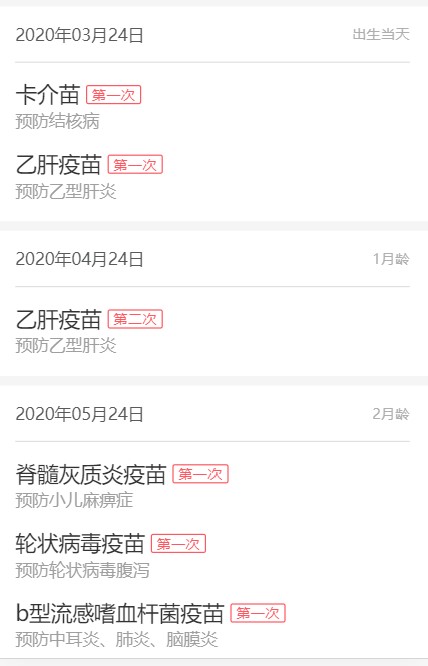 2020年03月24日 出生当天
卡介苗 第一次
预防结核病
乙肝疫苗 第一次
预防乙型肝炎
2020年04月24日 1月龄
乙肝疫苗 第二次
预防乙型肝炎
2020年05月24日 2月龄
脊髓灰质炎疫苗 第一次
预防小儿麻痹症
轮状病毒疫苗 第一次
预防轮状病毒腹泻
b型流感嗜血杆菌疫苗 第一次
预防中耳炎、肺炎、脑膜炎